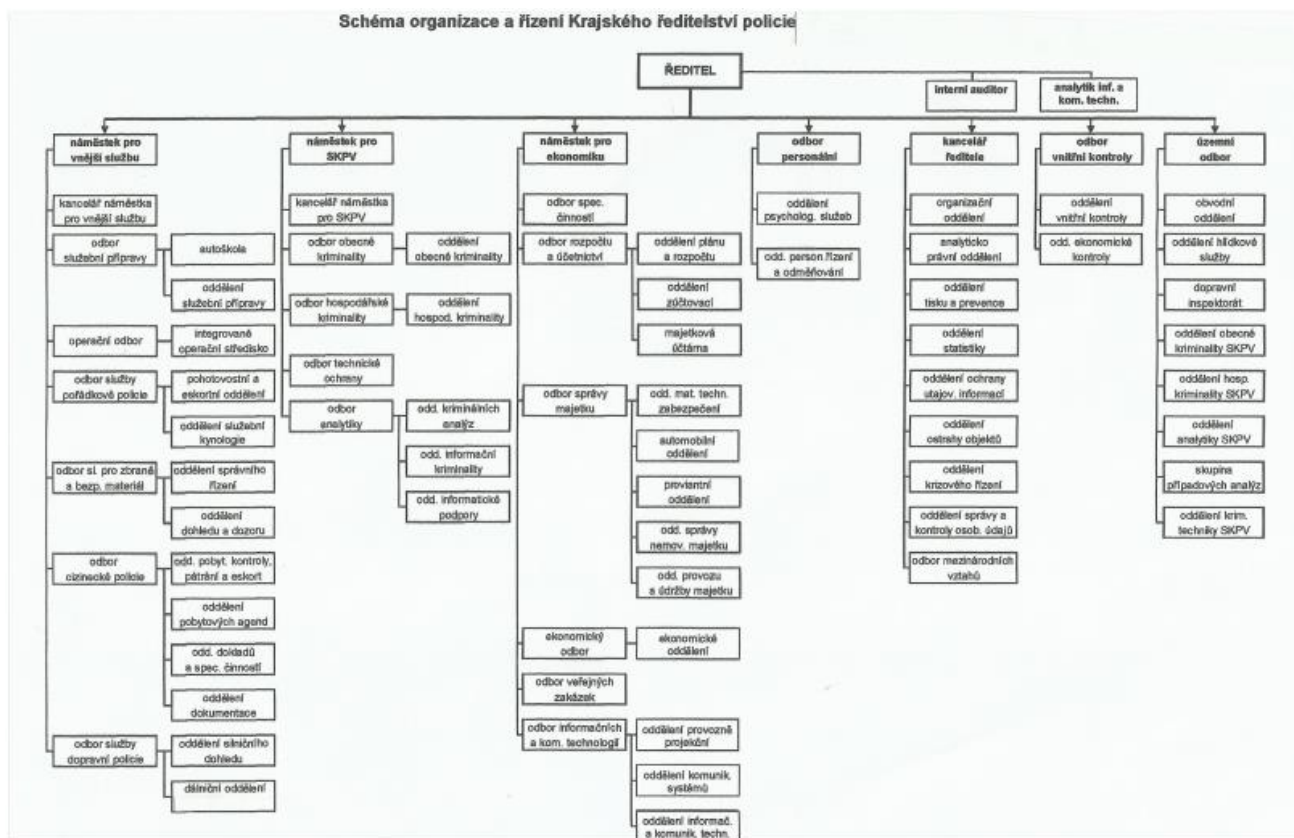 Schéma organizace a řízení Krajského ředitelství policie
ŘEDITEL
interní auditor
analytik inf. a
kom. techn.
náměstek pro
vnější službu
náměstek pro
SKPV
náměstek pro
ekonomiku
odbor
personální
kancelář
ředitele
odbor
vnitřní kontroly
územní
odbor
kancelář náměstka
pro vnější službu
odbor
služební přípravy
autoškola
oddělení
služební přípravy
operační odbor
integrované
operační středisko
odbor služby
pořádkové policie
pohotovostní a
eskortní oddělení
oddělení služební
kynologie
odbor sl. pro zbraně
a bezp. materiál
oddělení správního
řízení
oddělení
dohledu a dozoru
odbor
cizinecké policie
odd. pobyt. kontroly,
pátrání a eskort
oddělení
pobytových agend
odd. dokladů
a spec. činností
oddělení
dokumentace
odbor služby
dopravní policie
oddělení silničního
dohledu
dálniční oddělení
kancelář náměstka
pro SKPV
odbor obecné
kriminality
oddělení
obecné kriminality
odbor hospodářské
kriminality
oddělení
hospod. kriminality
odbor technické
ochrany
odbor
analytiky
odd. kriminálních
analýz
odd. informační
kriminality
odd. informatické
podpory
odbor spec.
činností
odbor rozpočtu
a účetnictví
oddělení plánu
a rozpočtu
oddělení
zúčtovací
majetková
účtárna
odbor správy
majetku
odd. mat. techn.
zabezpečení
automobilní
oddělení
proviantní
oddělení
odd. správy
nemov. majetku
odd. provozu
a údržby majetku
ekonomický
odbor
ekonomické
oddělení
odbor veřejných
zakázek
odbor informačních
a kom. technologií
oddělení provozně
projekční
oddělení komunik.
systémů
oddělení informač.
a komunik. techn.
oddělení
psycholog. služeb
odd. person.řízení
a odměňování
organizační
oddělení
analyticko
právní oddělení
oddělení
tisku a prevence
oddělení
statistiky
oddělení ochrany
utajov. informací
oddělení
ostrahy objektů
oddělení
krizového řízení
oddělení správy a
kontroly osob. údajů
odbor mezinárodních
vztahů
oddělení
vnitřní kontroly
odd. ekonomické
kontroly
obvodní
oddělení
oddělení hlídkové
služby
dopravní
inspektorát
oddělení obecné
kriminality SKPV
oddělení hosp.
kriminality SKPV
oddělení
analytiky SKPV
skupina
případových analýz
oddělení krim.
techniky SKPV